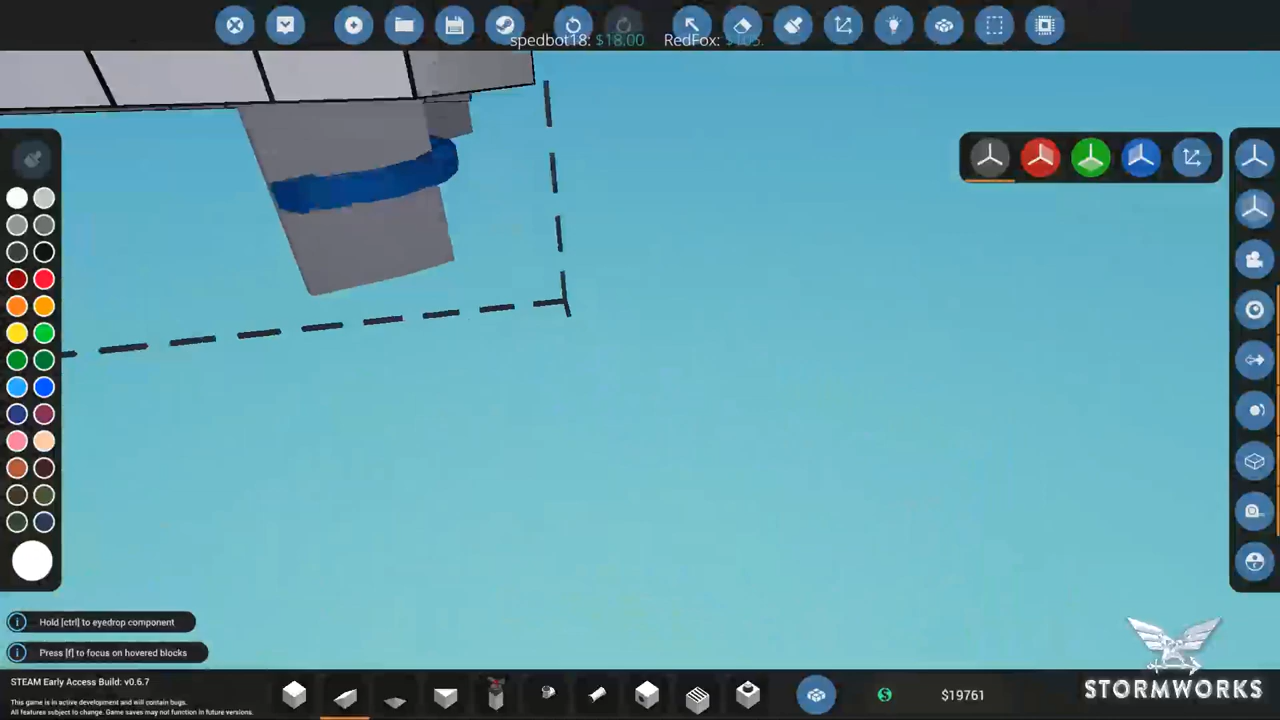 spedbot18: $18.00 RedFox: $105.
Hold [ctrl] to eyedrop component
Press [f] to focus on hovered blocks
STEAM Early Access Build: v0.6.7
This game is in active development and will contain bugs.
All features subject to change. Game saves may not function in future versions.
$
$19761
STORMWORKS